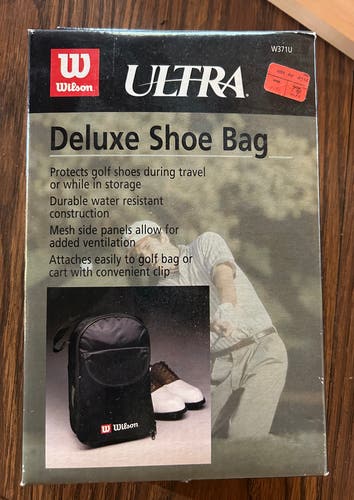 W371U
W
Wilson
ULTRA
Deluxe Shoe Bag
Protects golf shoes during travel
or while in storage
Durable water resistant
construction
Mesh side panels allow for
added ventilation
Attaches easily to golf bag or
cart with convenient clip
W Wilson